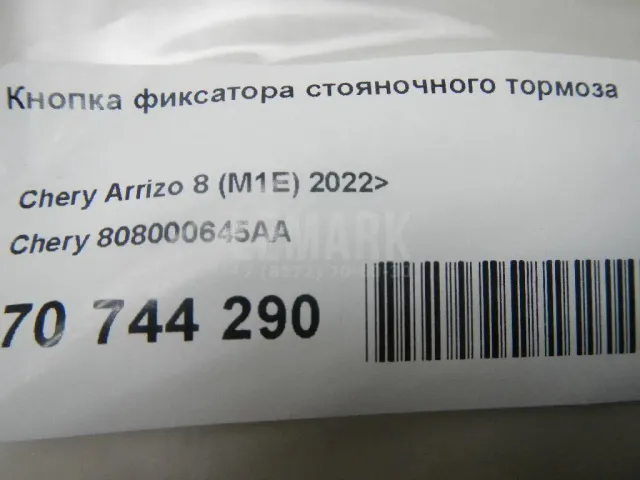 Кнопка фиксатора стояночного тормоза
Chery Arrizo 8 (M1E) 2022>
Chery 808000645AA
70 744 290